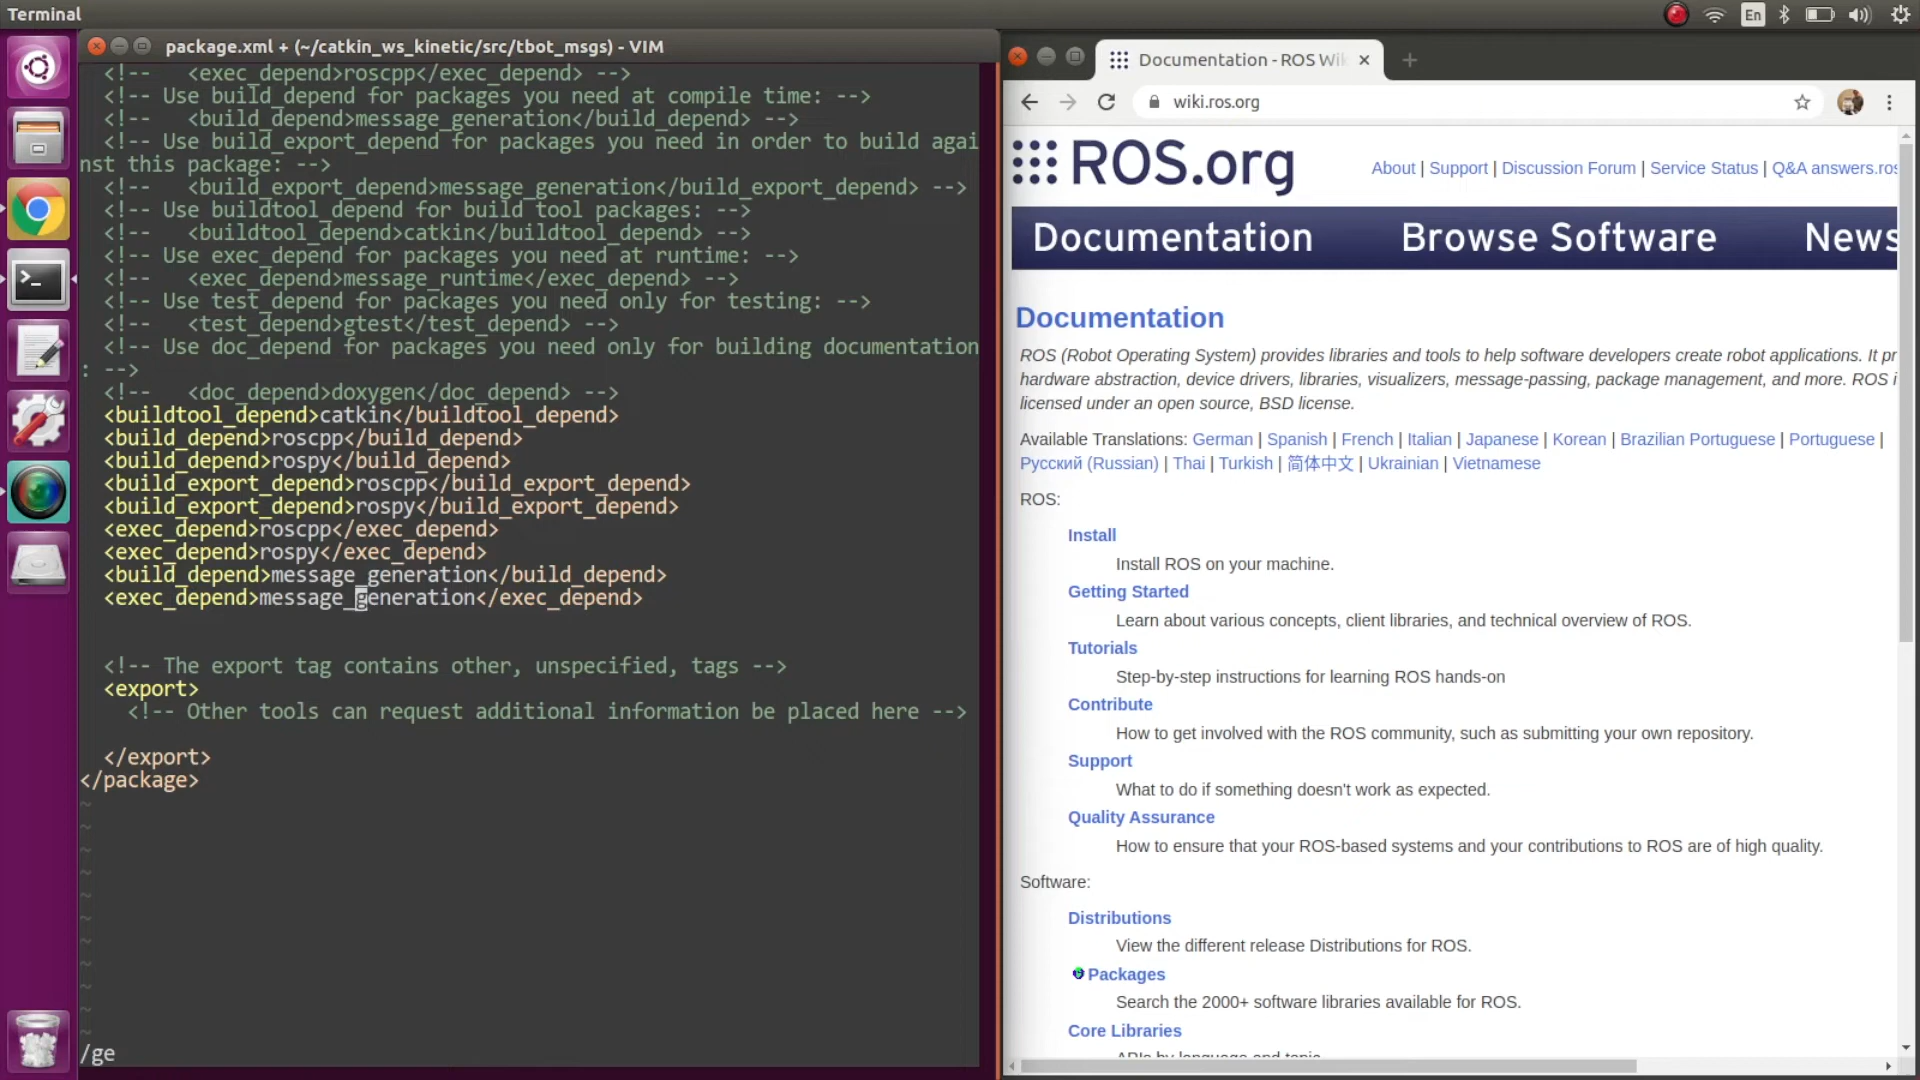 Terminal
En
package.xml + (~/catkin_ws_kinetic/src/tbot_msgs) - VIM
<!--   <exec_depend>roscpp</exec_depend> -->
<!-- Use build_depend for packages you need at compile time: -->
<!--   <build_depend>message_generation</build_depend> -->
<!-- Use build_export_depend for packages you need in order to build agai
nst this package: -->
<!--   <build_export_depend>message_generation</build_export_depend> -->
<!-- Use buildtool_depend for build tool packages: -->
<!--   <buildtool_depend>catkin</buildtool_depend> -->
<!-- Use exec_depend for packages you need at runtime: -->
<!--   <exec_depend>message_runtime</exec_depend> -->
<!-- Use test_depend for packages you need only for testing: -->
<!--   <test_depend>gtest</test_depend> -->
<!-- Use doc_depend for packages you need only for building documentation
: -->
<!--   <doc_depend>doxygen</doc_depend> -->
<buildtool_depend>catkin</buildtool_depend>
<build_depend>roscpp</build_depend>
<build_depend>rospy</build_depend>
<build_export_depend>roscpp</build_export_depend>
<build_export_depend>rospy</build_export_depend>
<exec_depend>roscpp</exec_depend>
<exec_depend>rospy</exec_depend>
<build_depend>message_generation</build_depend>
<exec_depend>message_generation</exec_depend>
<!-- The export tag contains other, unspecified, tags -->
<export>
<!-- Other tools can request additional information be placed here -->
</export>
</package>
~
~
~
~
~
~
~
~
~
~
~
/ge
Documentation - ROS Wik
wiki.ros.org
ROS.org
About | Support | Discussion Forum | Service Status | Q&A answers.ros
Documentation Browse Software News
Documentation
ROS (Robot Operating System) provides libraries and tools to help software developers create robot applications. It pr
hardware abstraction, device drivers, libraries, visualizers, message-passing, package management, and more. ROS i
licensed under an open source, BSD license.
Available Translations: German | Spanish | French | Italian | Japanese | Korean | Brazilian Portuguese | Portuguese |
Русский (Russian) | Thai | Turkish | 简体中文 | Ukrainian | Vietnamese
ROS:
Install
Install ROS on your machine.
Getting Started
Learn about various concepts, client libraries, and technical overview of ROS.
Tutorials
Step-by-step instructions for learning ROS hands-on
Contribute
How to get involved with the ROS community, such as submitting your own repository.
Support
What to do if something doesn't work as expected.
Quality Assurance
How to ensure that your ROS-based systems and your contributions to ROS are of high quality.
Software:
Distributions
View the different release Distributions for ROS.
Packages
Search the 2000+ software libraries available for ROS.
Core Libraries
APIs by language and topic